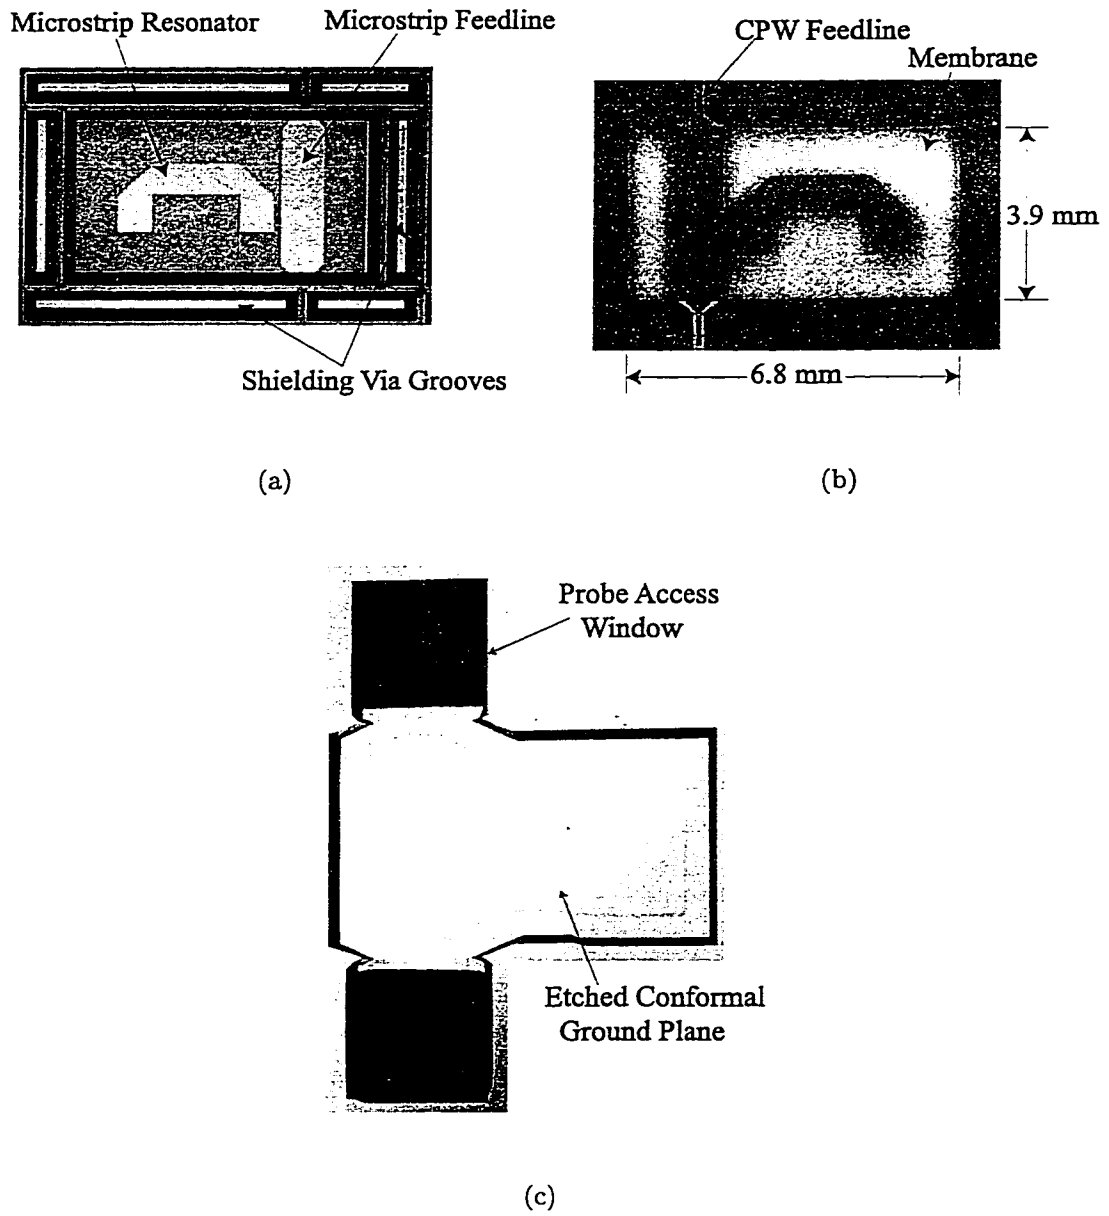 Microstrip Resonator
Microstrip Feedline
Shielding Via Grooves
(a)
CPW Feedline
Membrane
3.9 mm
6.8 mm
(b)
Probe Access
Window
Etched Conformal
Ground Plane
(c)